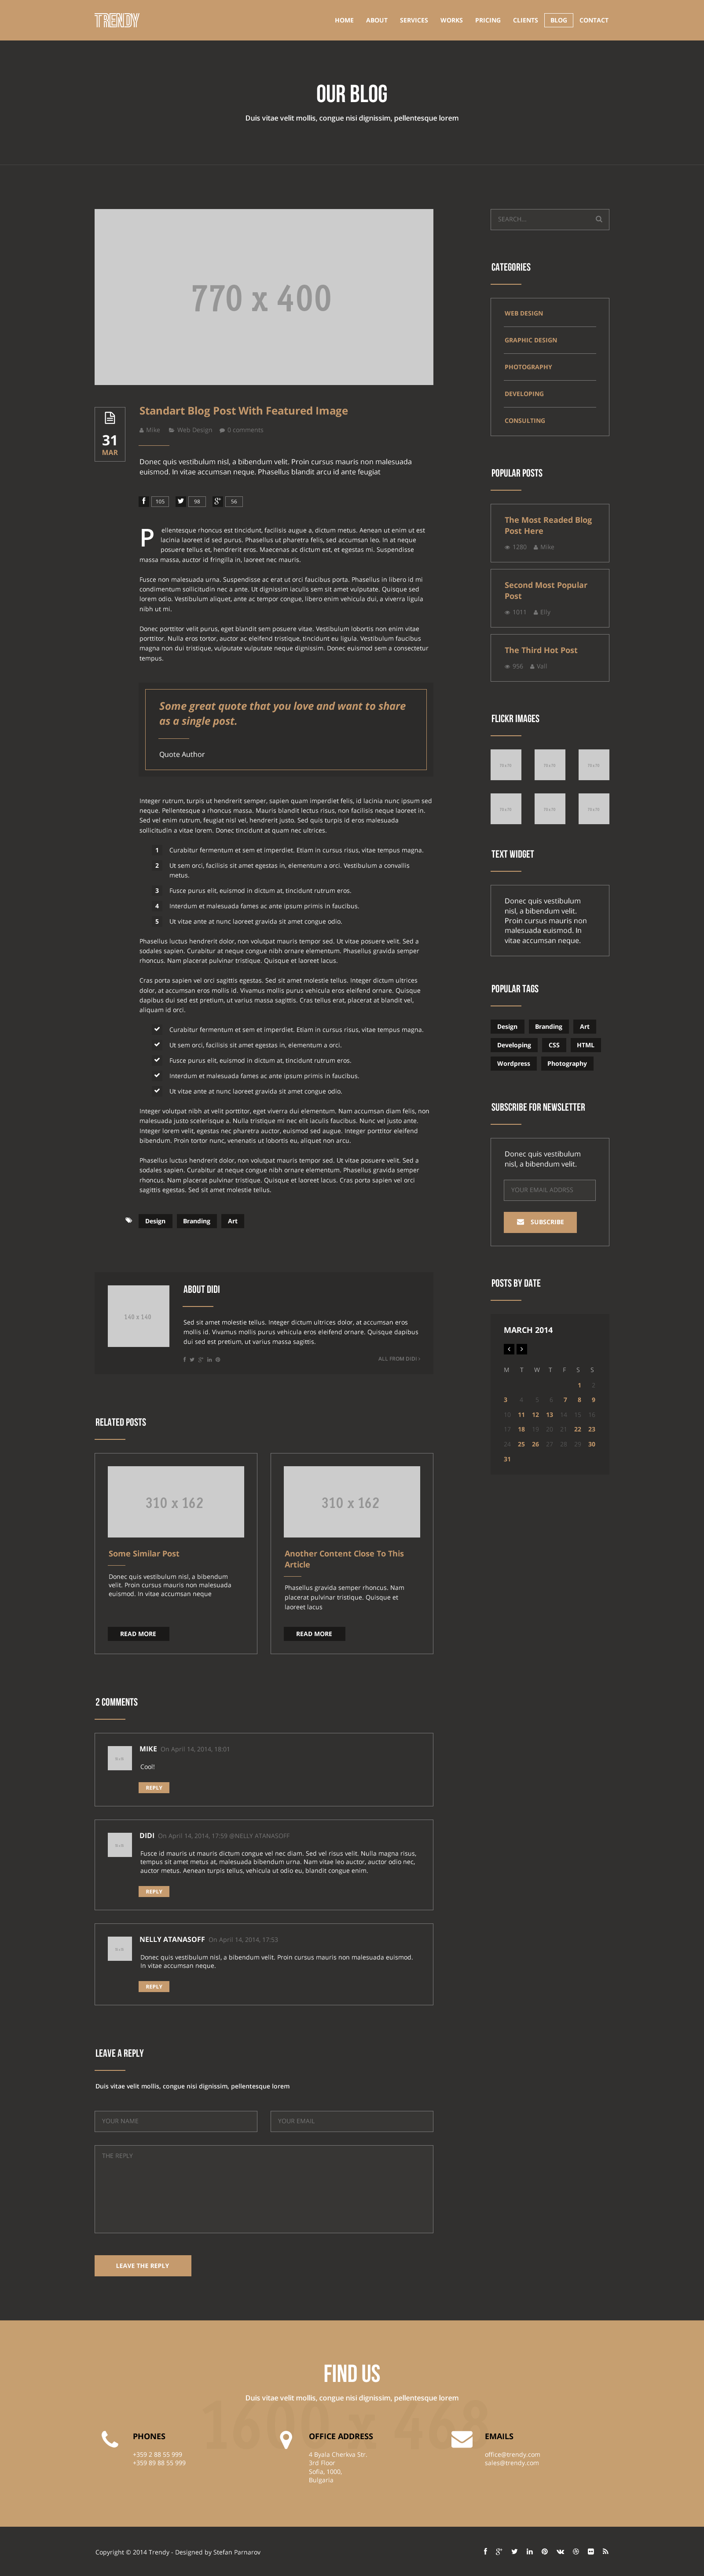 TRENDY
HOME ABOUT SERVICES WORKS PRICING CLIENTS BLOG CONTACT
OUR BLOG
Duis vitae velit mollis, congue nisi dignissim, pellentesque lorem
770 x 400
31
MAR
Standart Blog Post With Featured Image
Mike Web Design 0 comments
Donec quis vestibulum nisl, a bibendum velit. Proin cursus mauris non malesuada
euismod. In vitae accumsan neque. Phasellus blandit arcu id ante feugiat
105 98 56
Pellentesque rhoncus est tincidunt, facilisis augue a, dictum metus. Aenean ut enim ut est
lacinia laoreet id sed purus. Phasellus ut pharetra felis, sed accumsan leo. In at neque
posuere tellus et, hendrerit eros. Maecenas ac dictum est, et egestas mi. Suspendisse
massa massa, auctor id fringilla in, laoreet nec mauris.
Fusce non malesuada urna. Suspendisse ac erat ut orci faucibus porta. Phasellus in libero id mi
condimentum sollicitudin nec a ante. Ut dignissim iaculis sem sit amet vulputate. Quisque sed
lorem odio. Vestibulum aliquet, ante ac tempor congue, libero enim vehicula dui, a viverra ligula
nibh ut mi.
Donec porttitor velit purus, eget blandit sem posuere vitae. Vestibulum lobortis non enim vitae
porttitor. Nulla eros tortor, auctor ac eleifend tristique, tincidunt eu ligula. Vestibulum faucibus
magna non dui tristique, vulputate vulputate neque dignissim. Donec euismod sem a consectetur
tempus.
Some great quote that you love and want to share
as a single post.
Quote Author
Integer rutrum, turpis ut hendrerit semper, sapien quam imperdiet felis, id lacinia nunc ipsum sed
neque. Pellentesque a rhoncus massa. Mauris blandit lectus risus, non facilisis neque laoreet in.
Sed vel enim rutrum, feugiat nisl vel, hendrerit justo. Sed quis turpis id eros malesuada
sollicitudin a vitae lorem. Donec tincidunt at quam nec ultrices.
1 Curabitur fermentum et sem et imperdiet. Etiam in cursus risus, vitae tempus magna.
2 Ut sem orci, facilisis sit amet egestas in, elementum a orci. Vestibulum a convallis
metus.
3 Fusce purus elit, euismod in dictum at, tincidunt rutrum eros.
4 Interdum et malesuada fames ac ante ipsum primis in faucibus.
5 Ut vitae ante at nunc laoreet gravida sit amet congue odio.
Phasellus luctus hendrerit dolor, non volutpat mauris tempor sed. Ut vitae posuere velit. Sed a
sodales sapien. Curabitur at neque congue nibh ornare elementum. Phasellus gravida semper
rhoncus. Nam placerat pulvinar tristique. Quisque et laoreet lacus.
Cras porta sapien vel orci sagittis egestas. Sed sit amet molestie tellus. Integer dictum ultrices
dolor, at accumsan eros mollis id. Vivamus mollis purus vehicula eros eleifend ornare. Quisque
dapibus dui sed est pretium, ut varius massa sagittis. Cras tellus erat, placerat at blandit vel,
aliquam id orci.
Curabitur fermentum et sem et imperdiet. Etiam in cursus risus, vitae tempus magna.
Ut sem orci, facilisis sit amet egestas in, elementum a orci.
Fusce purus elit, euismod in dictum at, tincidunt rutrum eros.
Interdum et malesuada fames ac ante ipsum primis in faucibus.
Ut vitae ante at nunc laoreet gravida sit amet congue odio.
Integer volutpat nibh at velit porttitor, eget viverra dui elementum. Nam accumsan diam felis, non
malesuada justo scelerisque a. Nulla tristique mi nec elit iaculis faucibus. Nunc vel justo ante.
Integer lorem velit, egestas nec pharetra auctor, euismod sed augue. Integer porttitor eleifend
bibendum. Proin tortor nunc, venenatis ut lobortis eu, aliquet non arcu.
Phasellus luctus hendrerit dolor, non volutpat mauris tempor sed. Ut vitae posuere velit. Sed a
sodales sapien. Curabitur at neque congue nibh ornare elementum. Phasellus gravida semper
rhoncus. Nam placerat pulvinar tristique. Quisque et laoreet lacus. Cras porta sapien vel orci
sagittis egestas. Sed sit amet molestie tellus.
Design Branding Art
140 x 140
ABOUT DIDI
Sed sit amet molestie tellus. Integer dictum ultrices dolor, at accumsan eros
mollis id. Vivamus mollis purus vehicula eros eleifend ornare. Quisque dapibus
dui sed est pretium, ut varius massa sagittis.
ALL FROM DIDI
RELATED POSTS
310 x 162
Some Similar Post
Donec quis vestibulum nisl, a bibendum
velit. Proin cursus mauris non malesuada
euismod. In vitae accumsan neque
READ MORE
310 x 162
Another Content Close To This
Article
Phasellus gravida semper rhoncus. Nam
placerat pulvinar tristique. Quisque et
laoreet lacus
READ MORE
2 COMMENTS
MIKE On April 14, 2014, 18:01
Cool!
REPLY
DIDI On April 14, 2014, 17:59 @NELLY ATANASOFF
Fusce id mauris ut mauris dictum congue vel nec diam. Sed vel risus velit. Nulla magna risus,
tempus sit amet metus at, malesuada bibendum urna. Nam vitae leo auctor, auctor odio nec,
auctor metus. Aenean turpis tellus, vehicula ut odio eu, blandit congue enim.
REPLY
NELLY ATANASOFF On April 14, 2014, 17:53
Donec quis vestibulum nisl, a bibendum velit. Proin cursus mauris non malesuada euismod.
In vitae accumsan neque.
REPLY
LEAVE A REPLY
Duis vitae velit mollis, congue nisi dignissim, pellentesque lorem
YOUR NAME YOUR EMAIL
THE REPLY
LEAVE THE REPLY
SEARCH...
CATEGORIES
WEB DESIGN
GRAPHIC DESIGN
PHOTOGRAPHY
DEVELOPING
CONSULTING
POPULAR POSTS
The Most Readed Blog
Post Here
1280 Mike
Second Most Popular
Post
1011 Elly
The Third Hot Post
956 Vali
FLICKR IMAGES
TEXT WIDGET
Donec quis vestibulum
nisl, a bibendum velit.
Proin cursus mauris non
malesuada euismod. In
vitae accumsan neque.
POPULAR TAGS
Design Branding Art
Developing CSS HTML
Wordpress Photography
SUBSCRIBE FOR NEWSLETTER
Donec quis vestibulum
nisl, a bibendum velit.
YOUR EMAIL ADDRSS
SUBSCRIBE
POSTS BY DATE
MARCH 2014
M T W T F S S
1 2
3 4 5 6 7 8 9
10 11 12 13 14 15 16
17 18 19 20 21 22 23
24 25 26 27 28 29 30
31
FIND US
Duis vitae velit mollis, congue nisi dignissim, pellentesque lorem
PHONES
+359 2 88 55 999
+359 89 88 55 999
OFFICE ADDRESS
4 Byala Cherkva Str.
3rd Floor
Sofia, 1000,
Bulgaria
EMAILS
office@trendy.com
sales@trendy.com
Copyright © 2014 Trendy - Designed by Stefan Parnarov